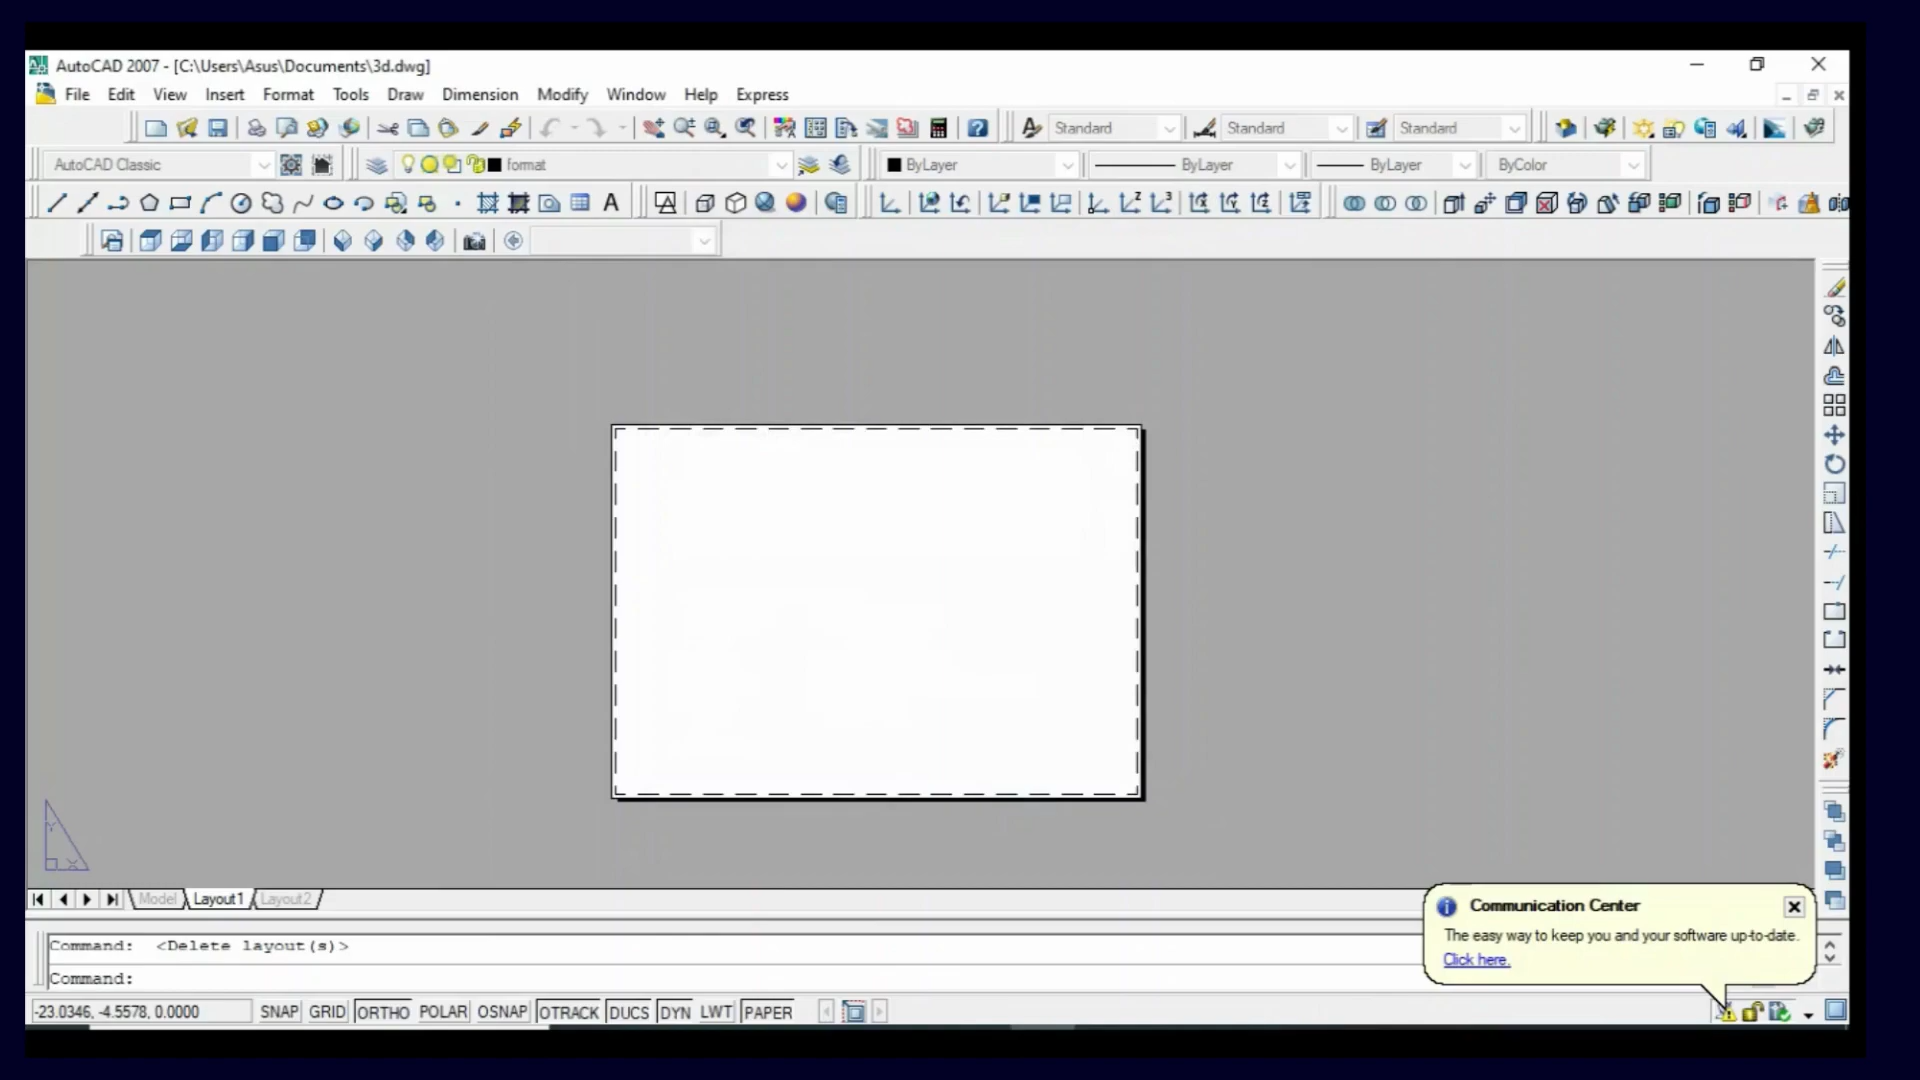 AutoCAD 2007 - [C:\Users\Asus\Documents\3d.dwg]
File Edit View Insert Format Tools Draw Dimension Modify Window Help Express
Standard Standard Standard
AutoCAD Classic format ByLayer ByLayer ByLayer ByColor
A
Y
X
Model Layout1 Layout2
Communication Center
The easy way to keep you and your software up-to-date.
Click here.
Command: <Delete layout(s)>
Command:
-23.0346, -4.5578, 0.0000 SNAP GRID ORTHO POLAR OSNAP OTRACK DUCS DYN LWT PAPER